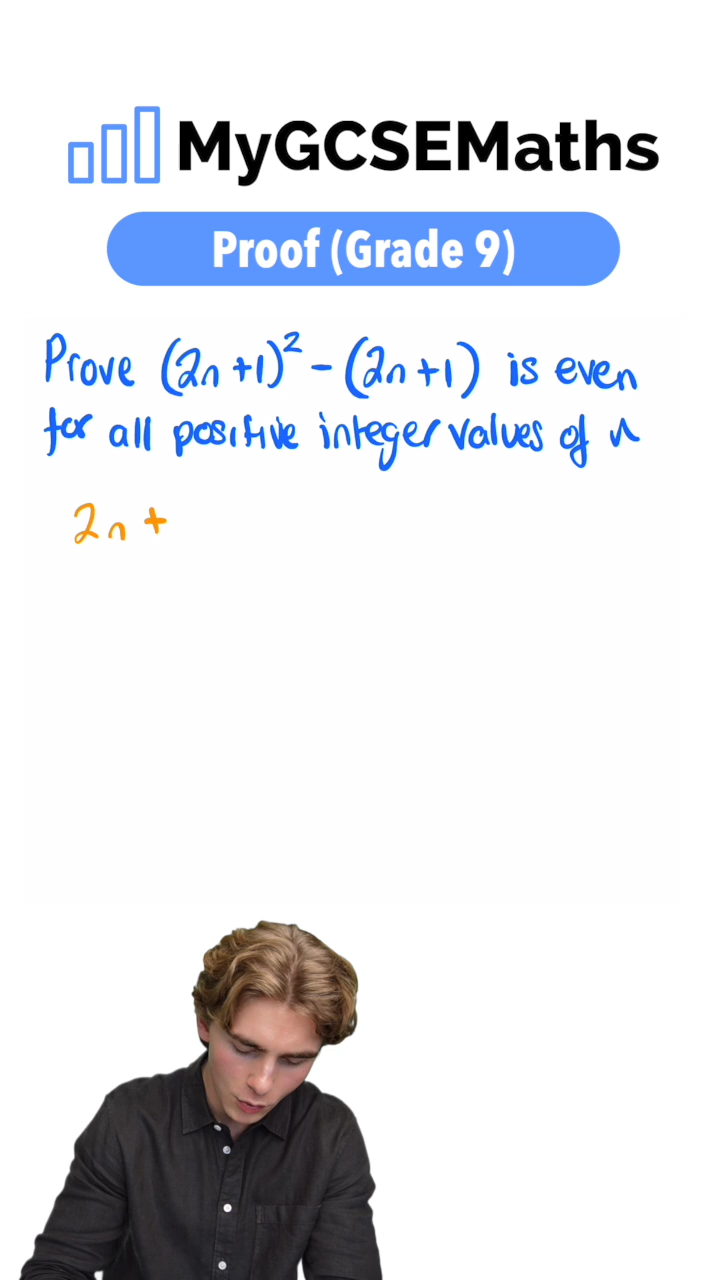 MyGCSEMaths
Proof (Grade 9)
Prove (2n+1)² - (2n+1) is even
for all positive integer values of n
2n +